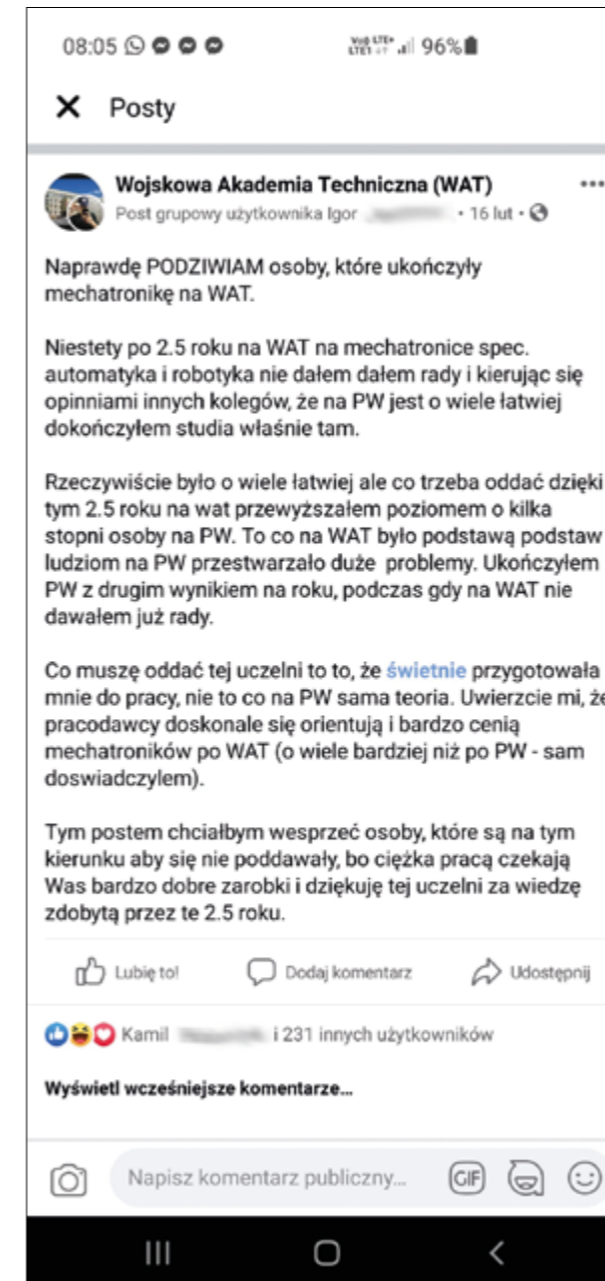 08:05
Vo)) LTE+
LTE1 96%
Posty
Wojskowa Akademia Techniczna (WAT)
Post grupowy użytkownika Igor • 16 lut •
Naprawdę PODZIWIAM osoby, które ukończyły
mechatronikę na WAT.
Niestety po 2.5 roku na WAT na mechatronice spec.
automatyka i robotyka nie dałem dałem rady i kierując się
opinniami innych kolegów, że na PW jest o wiele łatwiej
dokończyłem studia właśnie tam.
Rzeczywiście było o wiele łatwiej ale co trzeba oddać dzięki
tym 2.5 roku na wat przewyższałem poziomem o kilka
stopni osoby na PW. To co na WAT było podstawą podstaw
ludziom na PW przestwarzało duże problemy. Ukończyłem
PW z drugim wynikiem na roku, podczas gdy na WAT nie
dawałem już rady.
Co muszę oddać tej uczelni to to, że świetnie przygotowała
mnie do pracy, nie to co na PW sama teoria. Uwierzcie mi, że
pracodawcy doskonale się orientują i bardzo cenią
mechatroników po WAT (o wiele bardziej niż po PW - sam
doswiadczylem).
Tym postem chciałbym wesprzeć osoby, które są na tym
kierunku aby się nie poddawały, bo ciężka pracą czekają
Was bardzo dobre zarobki i dziękuję tej uczelni za wiedzę
zdobytą przez te 2.5 roku.
Lubię to! Dodaj komentarz Udostępnij
Kamil i 231 innych użytkowników
Wyświetl wcześniejsze komentarze...
Napisz komentarz publiczny... GIF